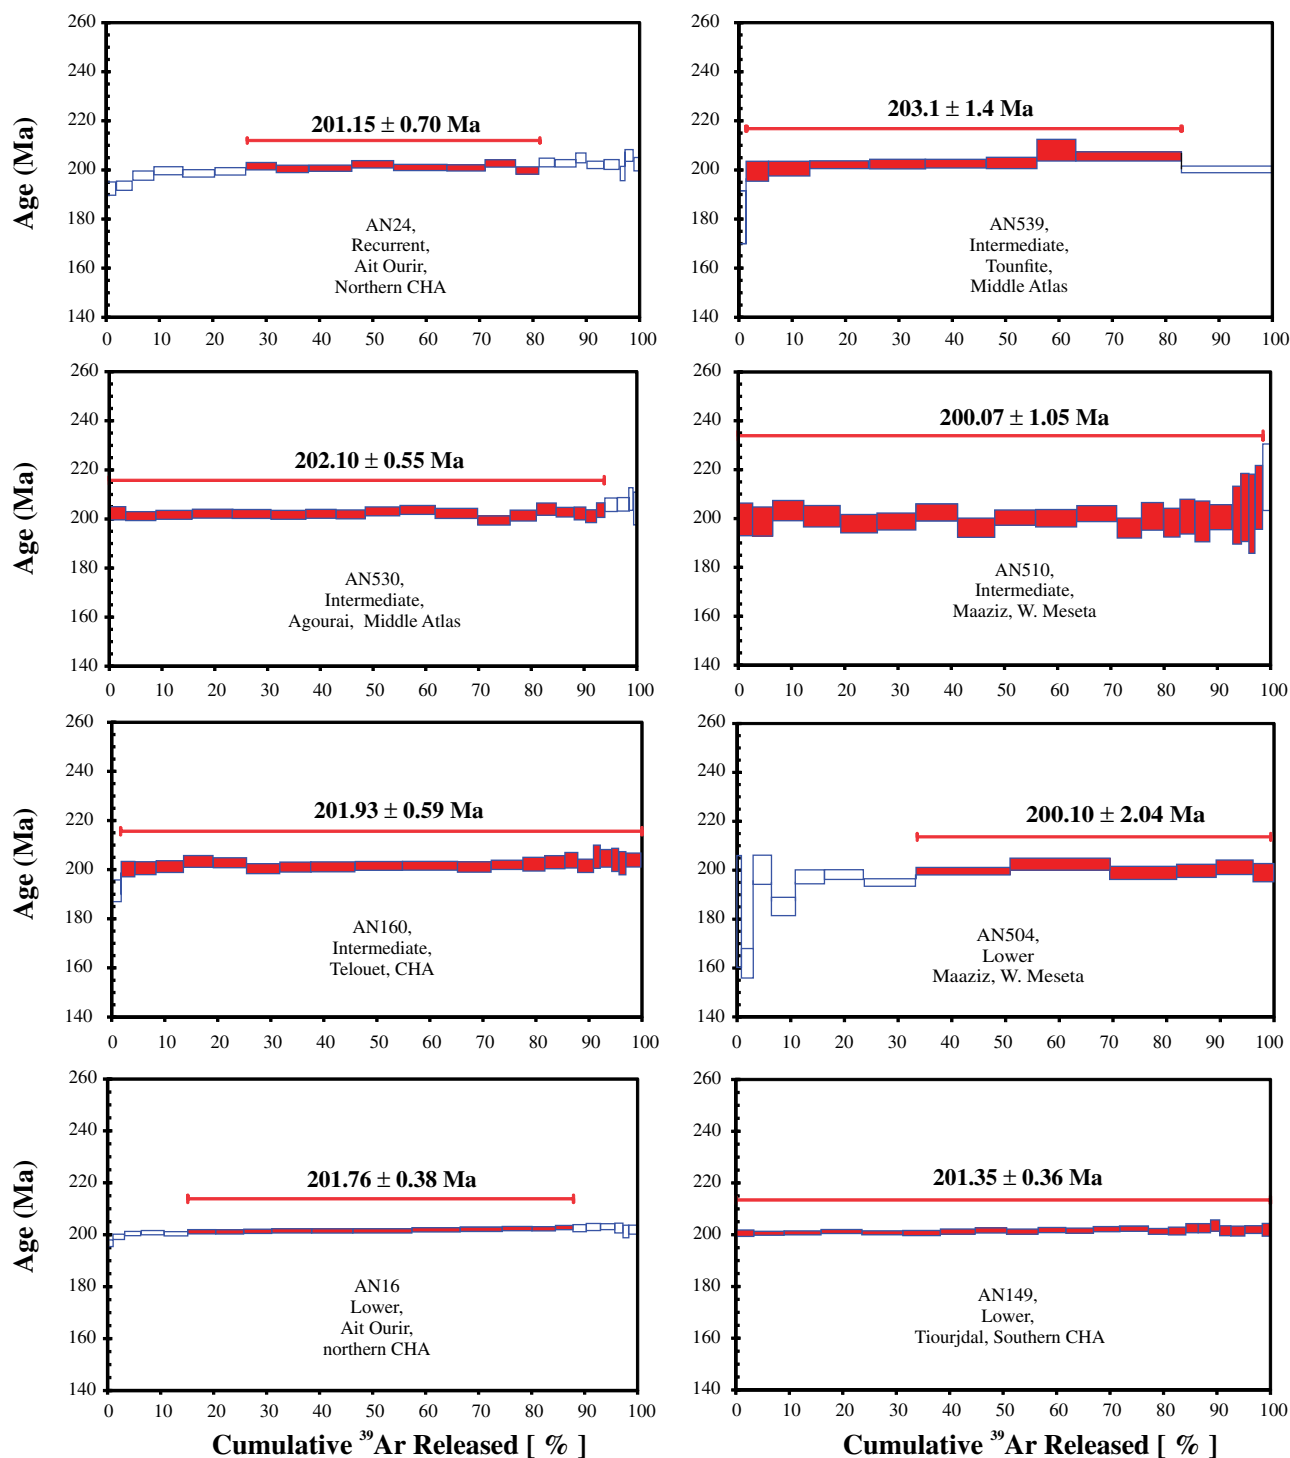 260
240
220
200
180
160
140
Age (Ma)
201.15 ± 0.70 Ma
AN24,
Recurrent,
Ait Ourir,
Northern CHA
0 10 20 30 40 50 60 70 80 90 100
260
240
220
200
180
160
140
203.1 ± 1.4 Ma
AN539,
Intermediate,
Tounfite,
Middle Atlas
0 10 20 30 40 50 60 70 80 90 100
260
240
220
200
180
160
140
Age (Ma)
202.10 ± 0.55 Ma
AN530,
Intermediate,
Agourai, Middle Atlas
0 10 20 30 40 50 60 70 80 90 100
260
240
220
200
180
160
140
200.07 ± 1.05 Ma
AN510,
Intermediate,
Maaziz, W. Meseta
0 10 20 30 40 50 60 70 80 90 100
260
240
220
200
180
160
140
Age (Ma)
201.93 ± 0.59 Ma
AN160,
Intermediate,
Telouet, CHA
0 10 20 30 40 50 60 70 80 90 100
260
240
220
200
180
160
140
200.10 ± 2.04 Ma
AN504,
Lower
Maaziz, W. Meseta
0 10 20 30 40 50 60 70 80 90 100
260
240
220
200
180
160
140
Age (Ma)
201.76 ± 0.38 Ma
AN16
Lower,
Ait Ourir,
northern CHA
0 10 20 30 40 50 60 70 80 90 100
Cumulative ³⁹Ar Released [ % ]
260
240
220
200
180
160
140
201.35 ± 0.36 Ma
AN149,
Lower,
Tiourjdal, Southern CHA
0 10 20 30 40 50 60 70 80 90 100
Cumulative ³⁹Ar Released [ % ]